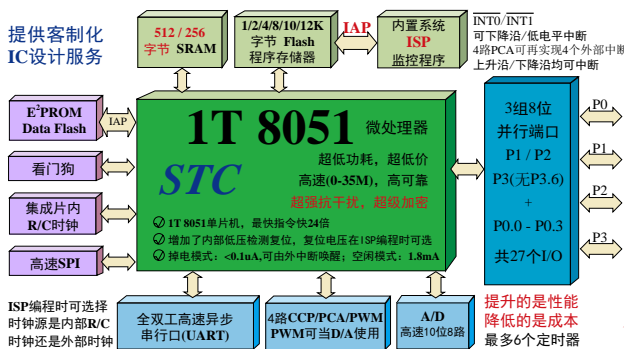 提供客制化
IC设计服务
512 / 256
字节 SRAM
1/2/4/8/10/12K
字节 Flash
程序存储器
IAP
内置系统
ISP
监控程序
INT0/INT1
可下降沿/低电平中断
4路PCA可再实现4个外部中断
上升沿/下降沿均可中断
E²PROM
Data Flash
IAP
看门狗
集成片内
R/C时钟
高速SPI
1T 8051 微处理器
STC
超低功耗，超低价
高速(0-35M)，高可靠
超强抗干扰，超级加密
1T 8051单片机，最快指令快24倍
增加了内部低压检测复位，复位电压在ISP编程时可选
掉电模式：<0.1uA,可由外中断唤醒；空闲模式：1.8mA
3组8位
并行端口
P1 / P2
P3(无P3.6)
+
P0.0 - P0.3
共27个I/O
P0
P1
P2
P3
ISP编程时可选择
时钟源是内部R/C
时钟还是外部时钟
全双工高速异步
串行口(UART)
4路CCP/PCA/PWM
PWM可当D/A使用
A/D
高速10位8路
提升的是性能
降低的是成本
最多6个定时器